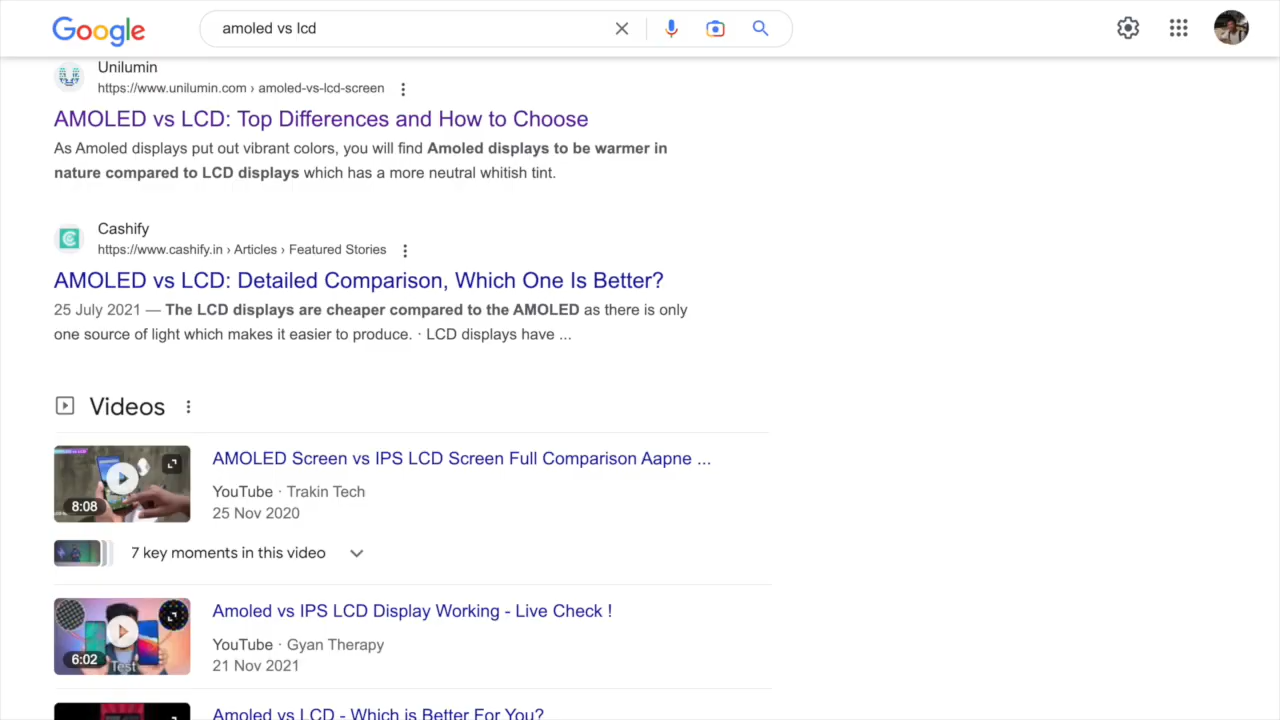 Google
amoled vs lcd
Unilumin
https://www.unilumin.com › amoled-vs-lcd-screen
AMOLED vs LCD: Top Differences and How to Choose
As Amoled displays put out vibrant colors, you will find Amoled displays to be warmer in
nature compared to LCD displays which has a more neutral whitish tint.
Cashify
https://www.cashify.in › Articles › Featured Stories
AMOLED vs LCD: Detailed Comparison, Which One Is Better?
25 July 2021 — The LCD displays are cheaper compared to the AMOLED as there is only
one source of light which makes it easier to produce. · LCD displays have ...
Videos
AMOLED Screen vs IPS LCD Screen Full Comparison Aapne ...
8:08
YouTube · Trakin Tech
25 Nov 2020
7 key moments in this video
Amoled vs IPS LCD Display Working - Live Check !
6:02
Test
YouTube · Gyan Therapy
21 Nov 2021
Amoled vs LCD - Which is Better For You?